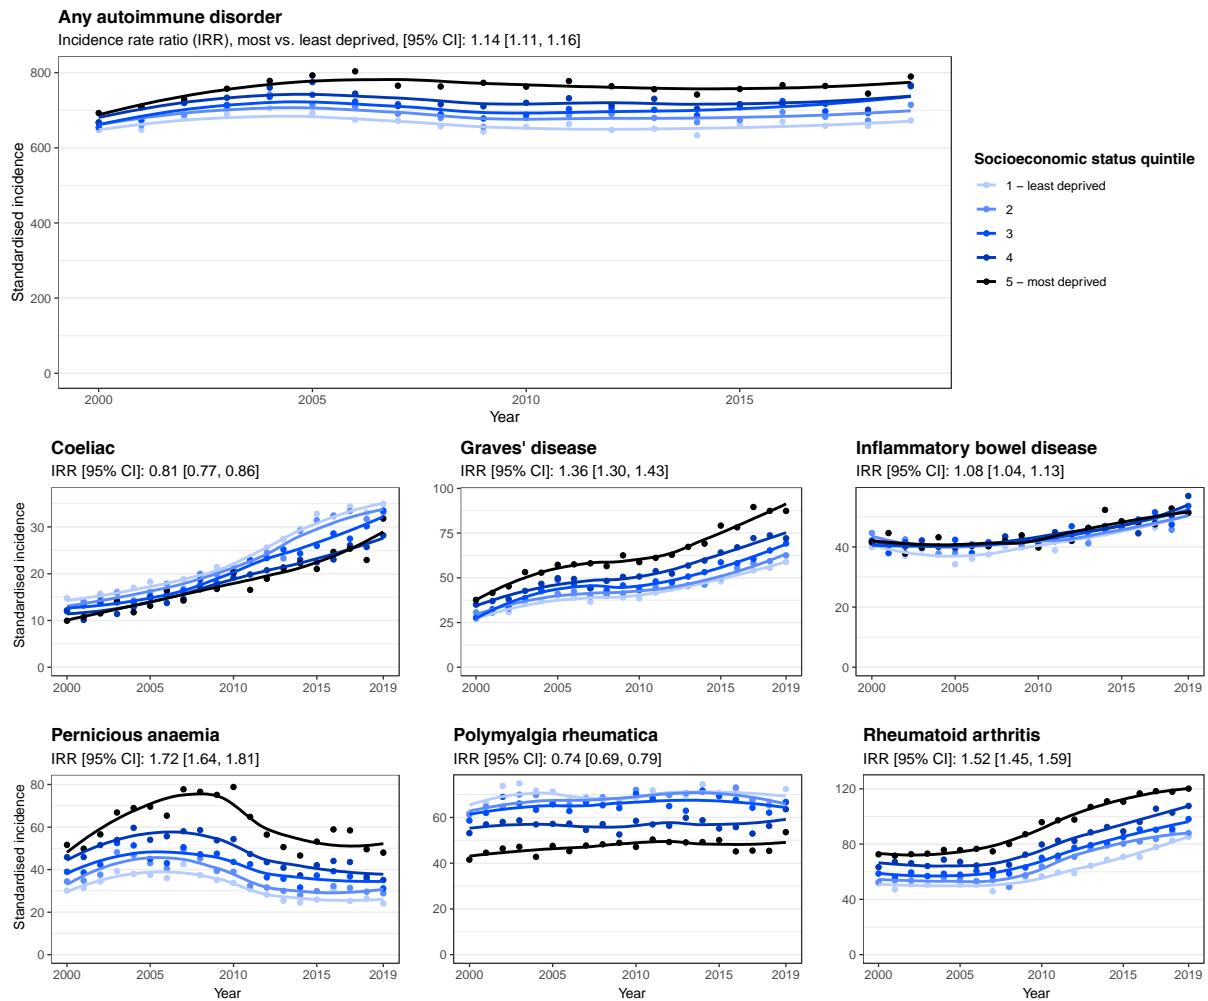 Any autoimmune disorder
Incidence rate ratio (IRR), most vs. least deprived, [95% CI]: 1.14 [1.11, 1.16]
Standardised incidence
800
600
400
200
0
2000 2005 2010 2015
Year
Socioeconomic status quintile
1 − least deprived
2
3
4
5 − most deprived
Coeliac
IRR [95% CI]: 0.81 [0.77, 0.86]
Standardised incidence
30
20
10
0
2000 2005 2010 2015 2019
Graves' disease
IRR [95% CI]: 1.36 [1.30, 1.43]
100
75
50
25
0
2000 2005 2010 2015 2019
Inflammatory bowel disease
IRR [95% CI]: 1.08 [1.04, 1.13]
40
20
0
2000 2005 2010 2015 2019
Pernicious anaemia
IRR [95% CI]: 1.72 [1.64, 1.81]
Standardised incidence
80
60
40
20
0
2000 2005 2010 2015 2019
Year
Polymyalgia rheumatica
IRR [95% CI]: 0.74 [0.69, 0.79]
60
40
20
0
2000 2005 2010 2015 2019
Year
Rheumatoid arthritis
IRR [95% CI]: 1.52 [1.45, 1.59]
120
80
40
0
2000 2005 2010 2015 2019
Year